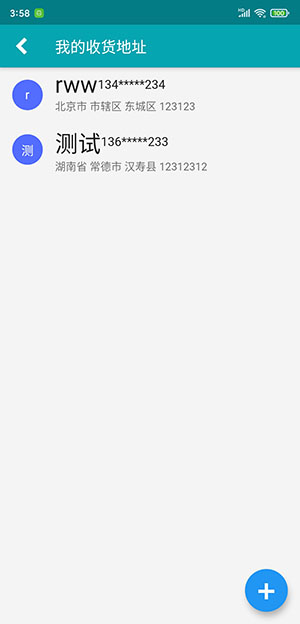 3:58 HD 100
我的收货地址
r rww134*****234
北京市 市辖区 东城区 123123
测 测试136*****233
湖南省 常德市 汉寿县 12312312